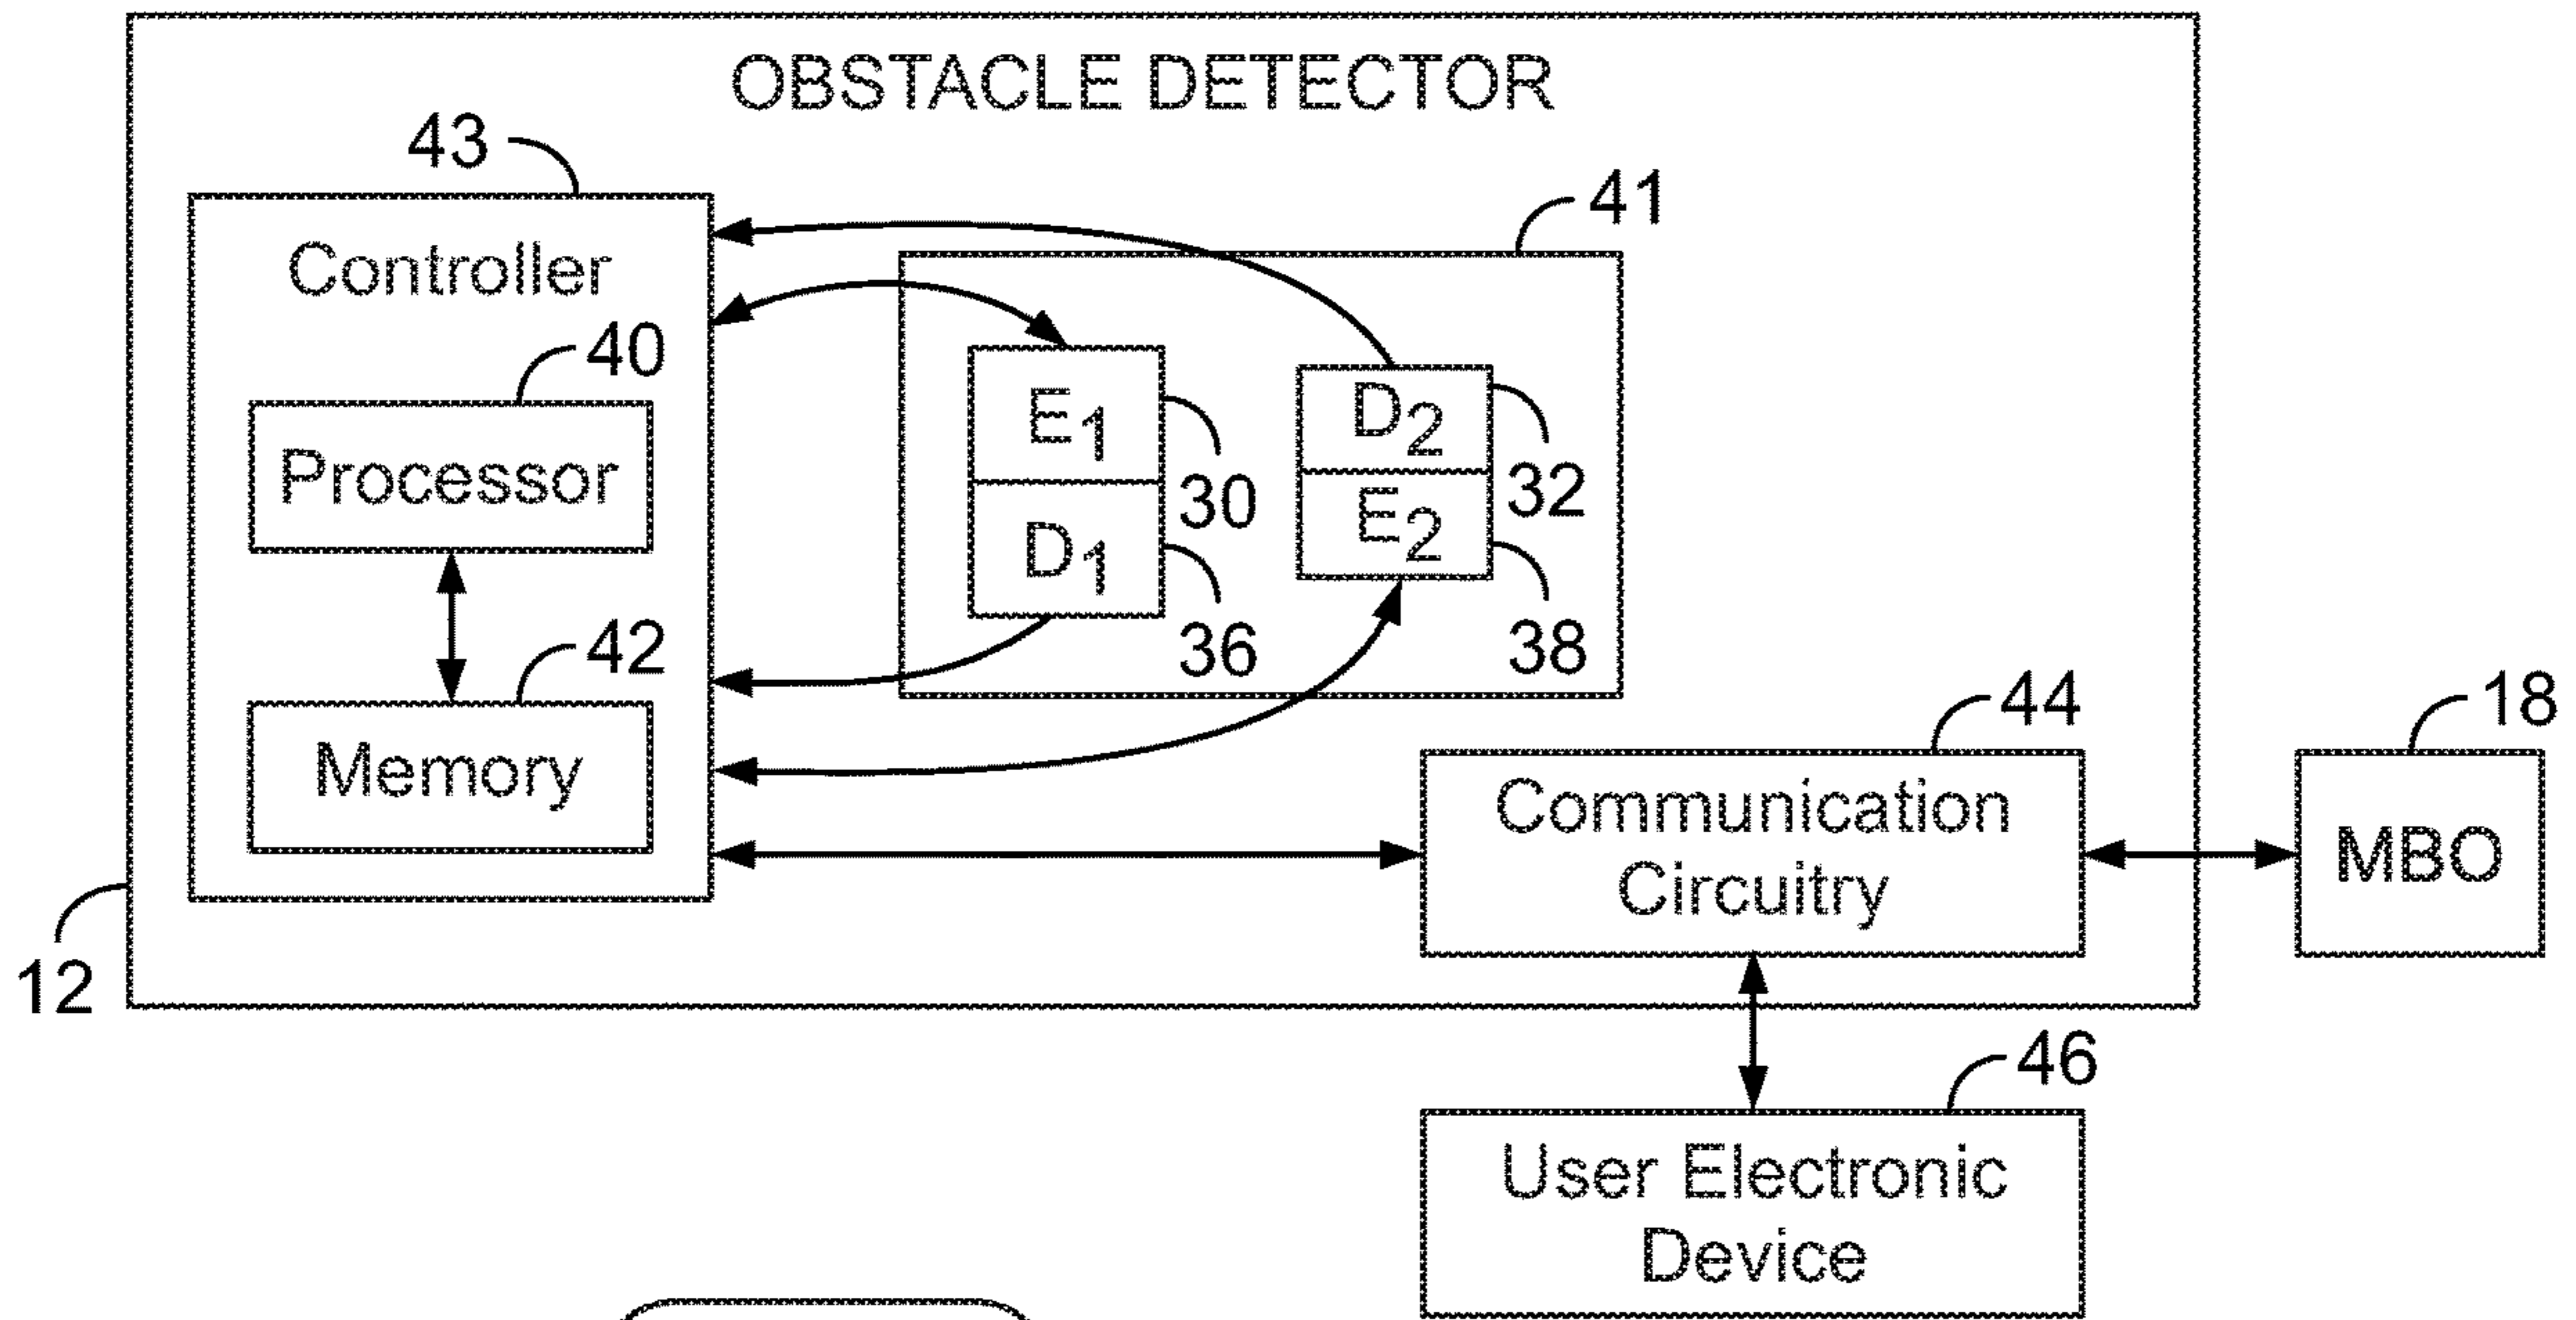 OBSTACLE DETECTOR
43
41
Controller
40
E1
D2
Processor
30
32
D1
E2
42
36
38
Memory
44
18
Communication
Circuitry
MBO
12
46
User Electronic
Device